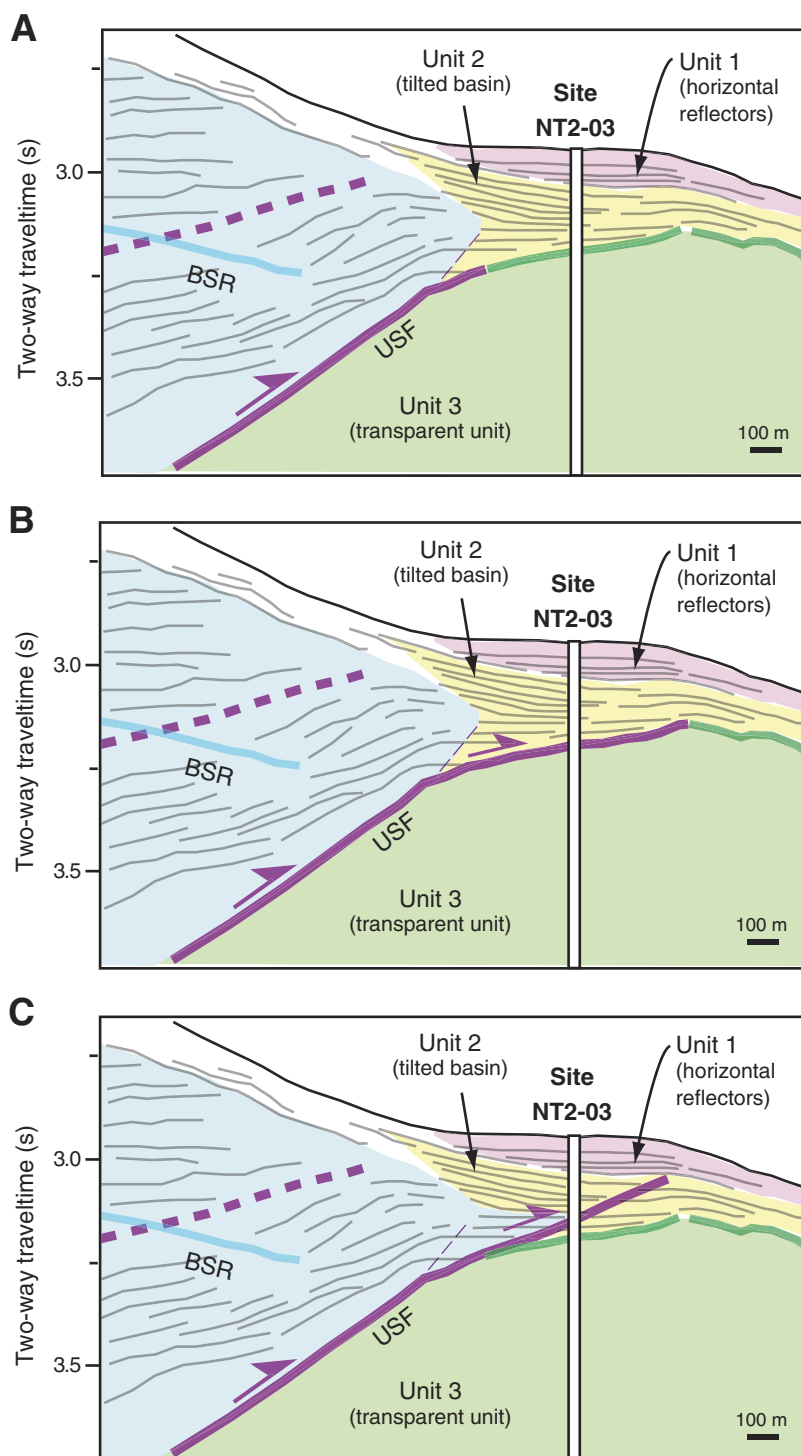 A
Unit 2
(tilted basin)
Site
NT2-03
Unit 1
(horizontal
reflectors)
Two-way traveltime (s)
3.0
3.5
BSR
USF
Unit 3
(transparent unit)
100 m
B
Unit 2
(tilted basin)
Site
NT2-03
Unit 1
(horizontal
reflectors)
Two-way traveltime (s)
3.0
3.5
BSR
USF
Unit 3
(transparent unit)
100 m
C
Unit 2
(tilted basin)
Site
NT2-03
Unit 1
(horizontal
reflectors)
Two-way traveltime (s)
3.0
3.5
BSR
USF
Unit 3
(transparent unit)
100 m